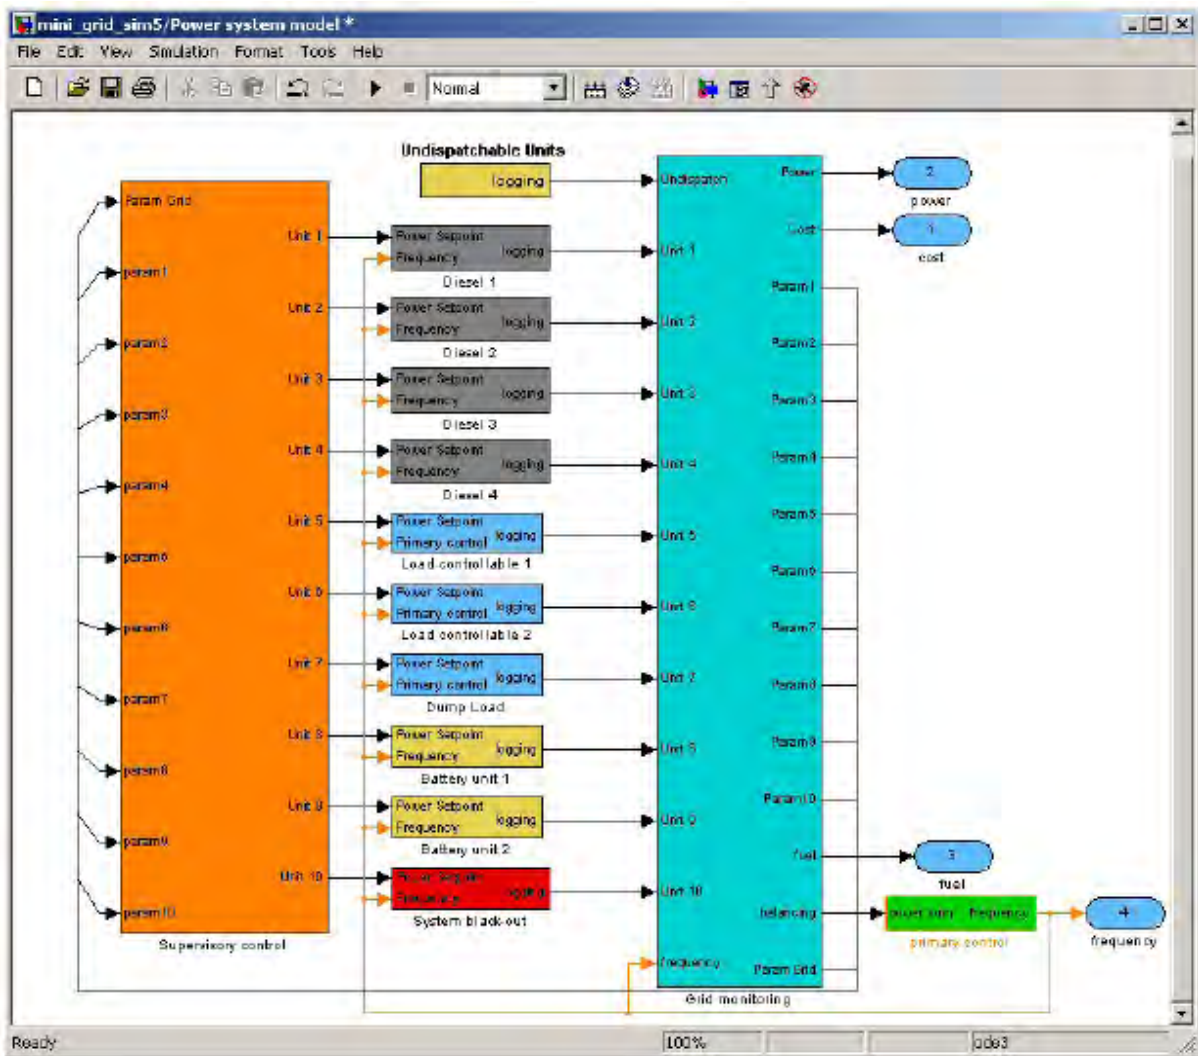 mini_grid_sim5/Power system model *
File Edit View Simulation Format Tools Help
Normal
Undispatchable Units
logging
Undispatch
Power
2
power
Cost
1
cost
Param Grid
param1
param2
param3
param4
param5
param6
param7
param8
param9
param10
Supervisory control
Unit 1
Unit 2
Unit 3
Unit 4
Unit 5
Unit 6
Unit 7
Unit 8
Unit 9
Unit 10
Power Setpoint
Frequency
logging
Diesel 1
Power Setpoint
Frequency
logging
Diesel 2
Power Setpoint
Frequency
logging
Diesel 3
Power Setpoint
Frequency
logging
Diesel 4
Power Setpoint
Primary control
logging
Load controllable 1
Power Setpoint
Primary control
logging
Load controllable 2
Power Setpoint
Primary control
logging
Dump Load
Power Setpoint
Frequency
logging
Battery unit 1
Power Setpoint
Frequency
logging
Battery unit 2
Power Setpoint
Frequency
logging
System black-out
Unit 1
Unit 2
Unit 3
Unit 4
Unit 5
Unit 6
Unit 7
Unit 8
Unit 9
Unit 10
frequency
Param1
Param2
Param3
Param4
Param5
Param6
Param7
Param8
Param9
Param10
fuel
balancing
Param Grid
Grid monitoring
3
fuel
power sum
frequency
primary control
4
frequency
Ready
100%
ode3